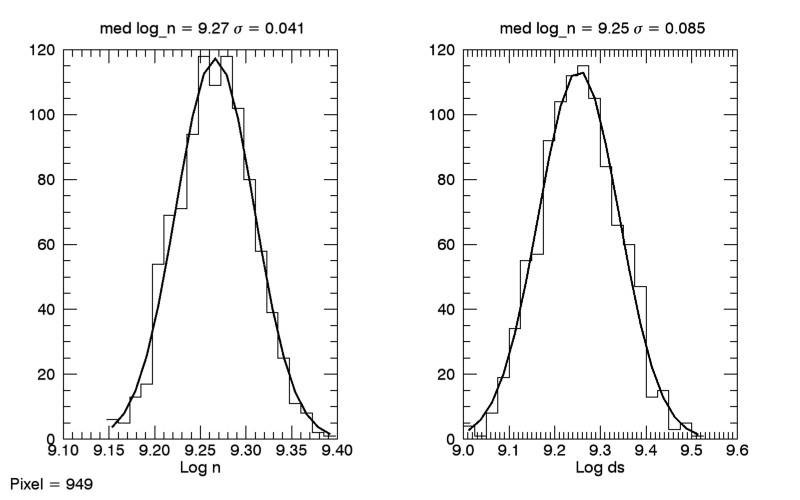 med log_n = 9.27 σ = 0.041
med log_n = 9.25 σ = 0.085
120
100
80
60
40
20
0
9.10 9.15 9.20 9.25 9.30 9.35 9.40
Log n
120
100
80
60
40
20
0
9.0 9.1 9.2 9.3 9.4 9.5 9.6
Log ds
Pixel = 949